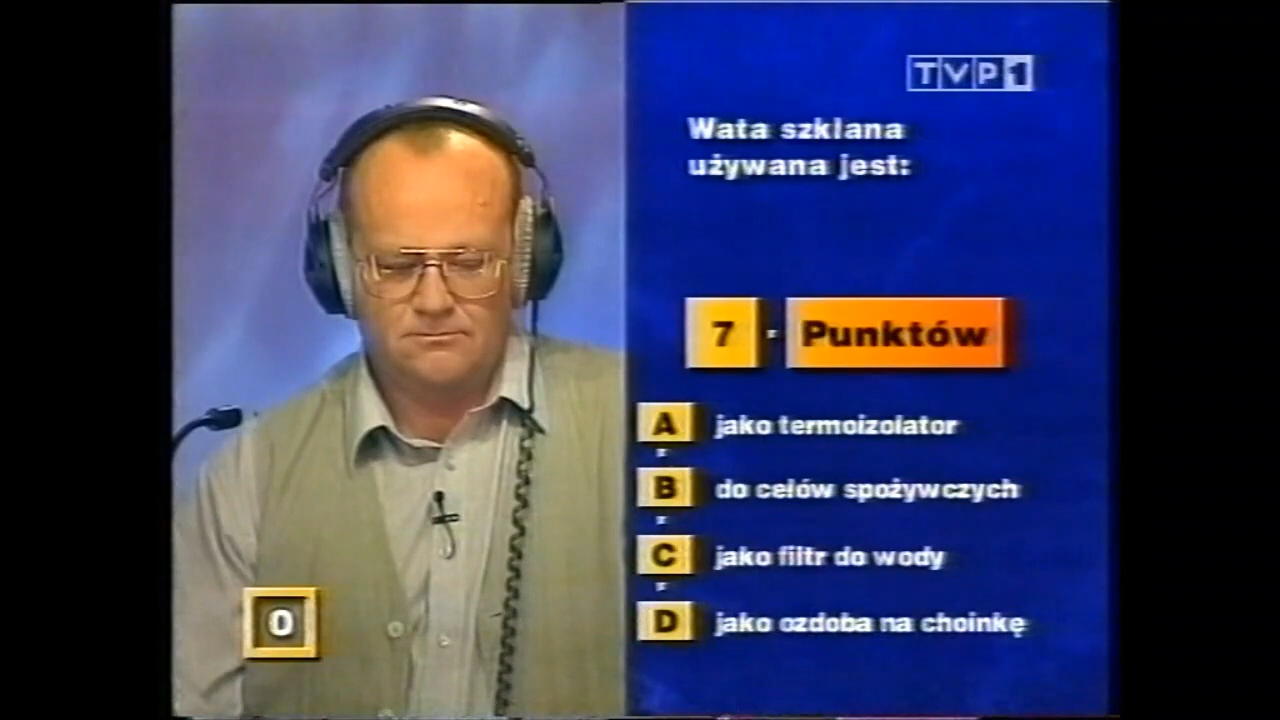 TVP1
Wata szklana
używana jest:
7 Punktów
A jako termoizolator
B do celów spożywczych
C jako filtr do wody
D jako ozdoba na choinkę
0